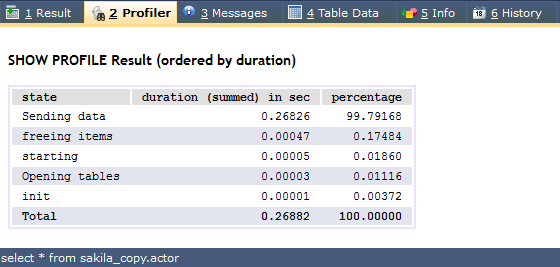 1 Result 2 Profiler 3 Messages 4 Table Data 5 Info 6 History
SHOW PROFILE Result (ordered by duration)
state duration (summed) in sec percentage
Sending data 0.26826 99.79168
freeing items 0.00047 0.17484
starting 0.00005 0.01860
Opening tables 0.00003 0.01116
init 0.00001 0.00372
Total 0.26882 100.00000
select * from sakila_copy.actor